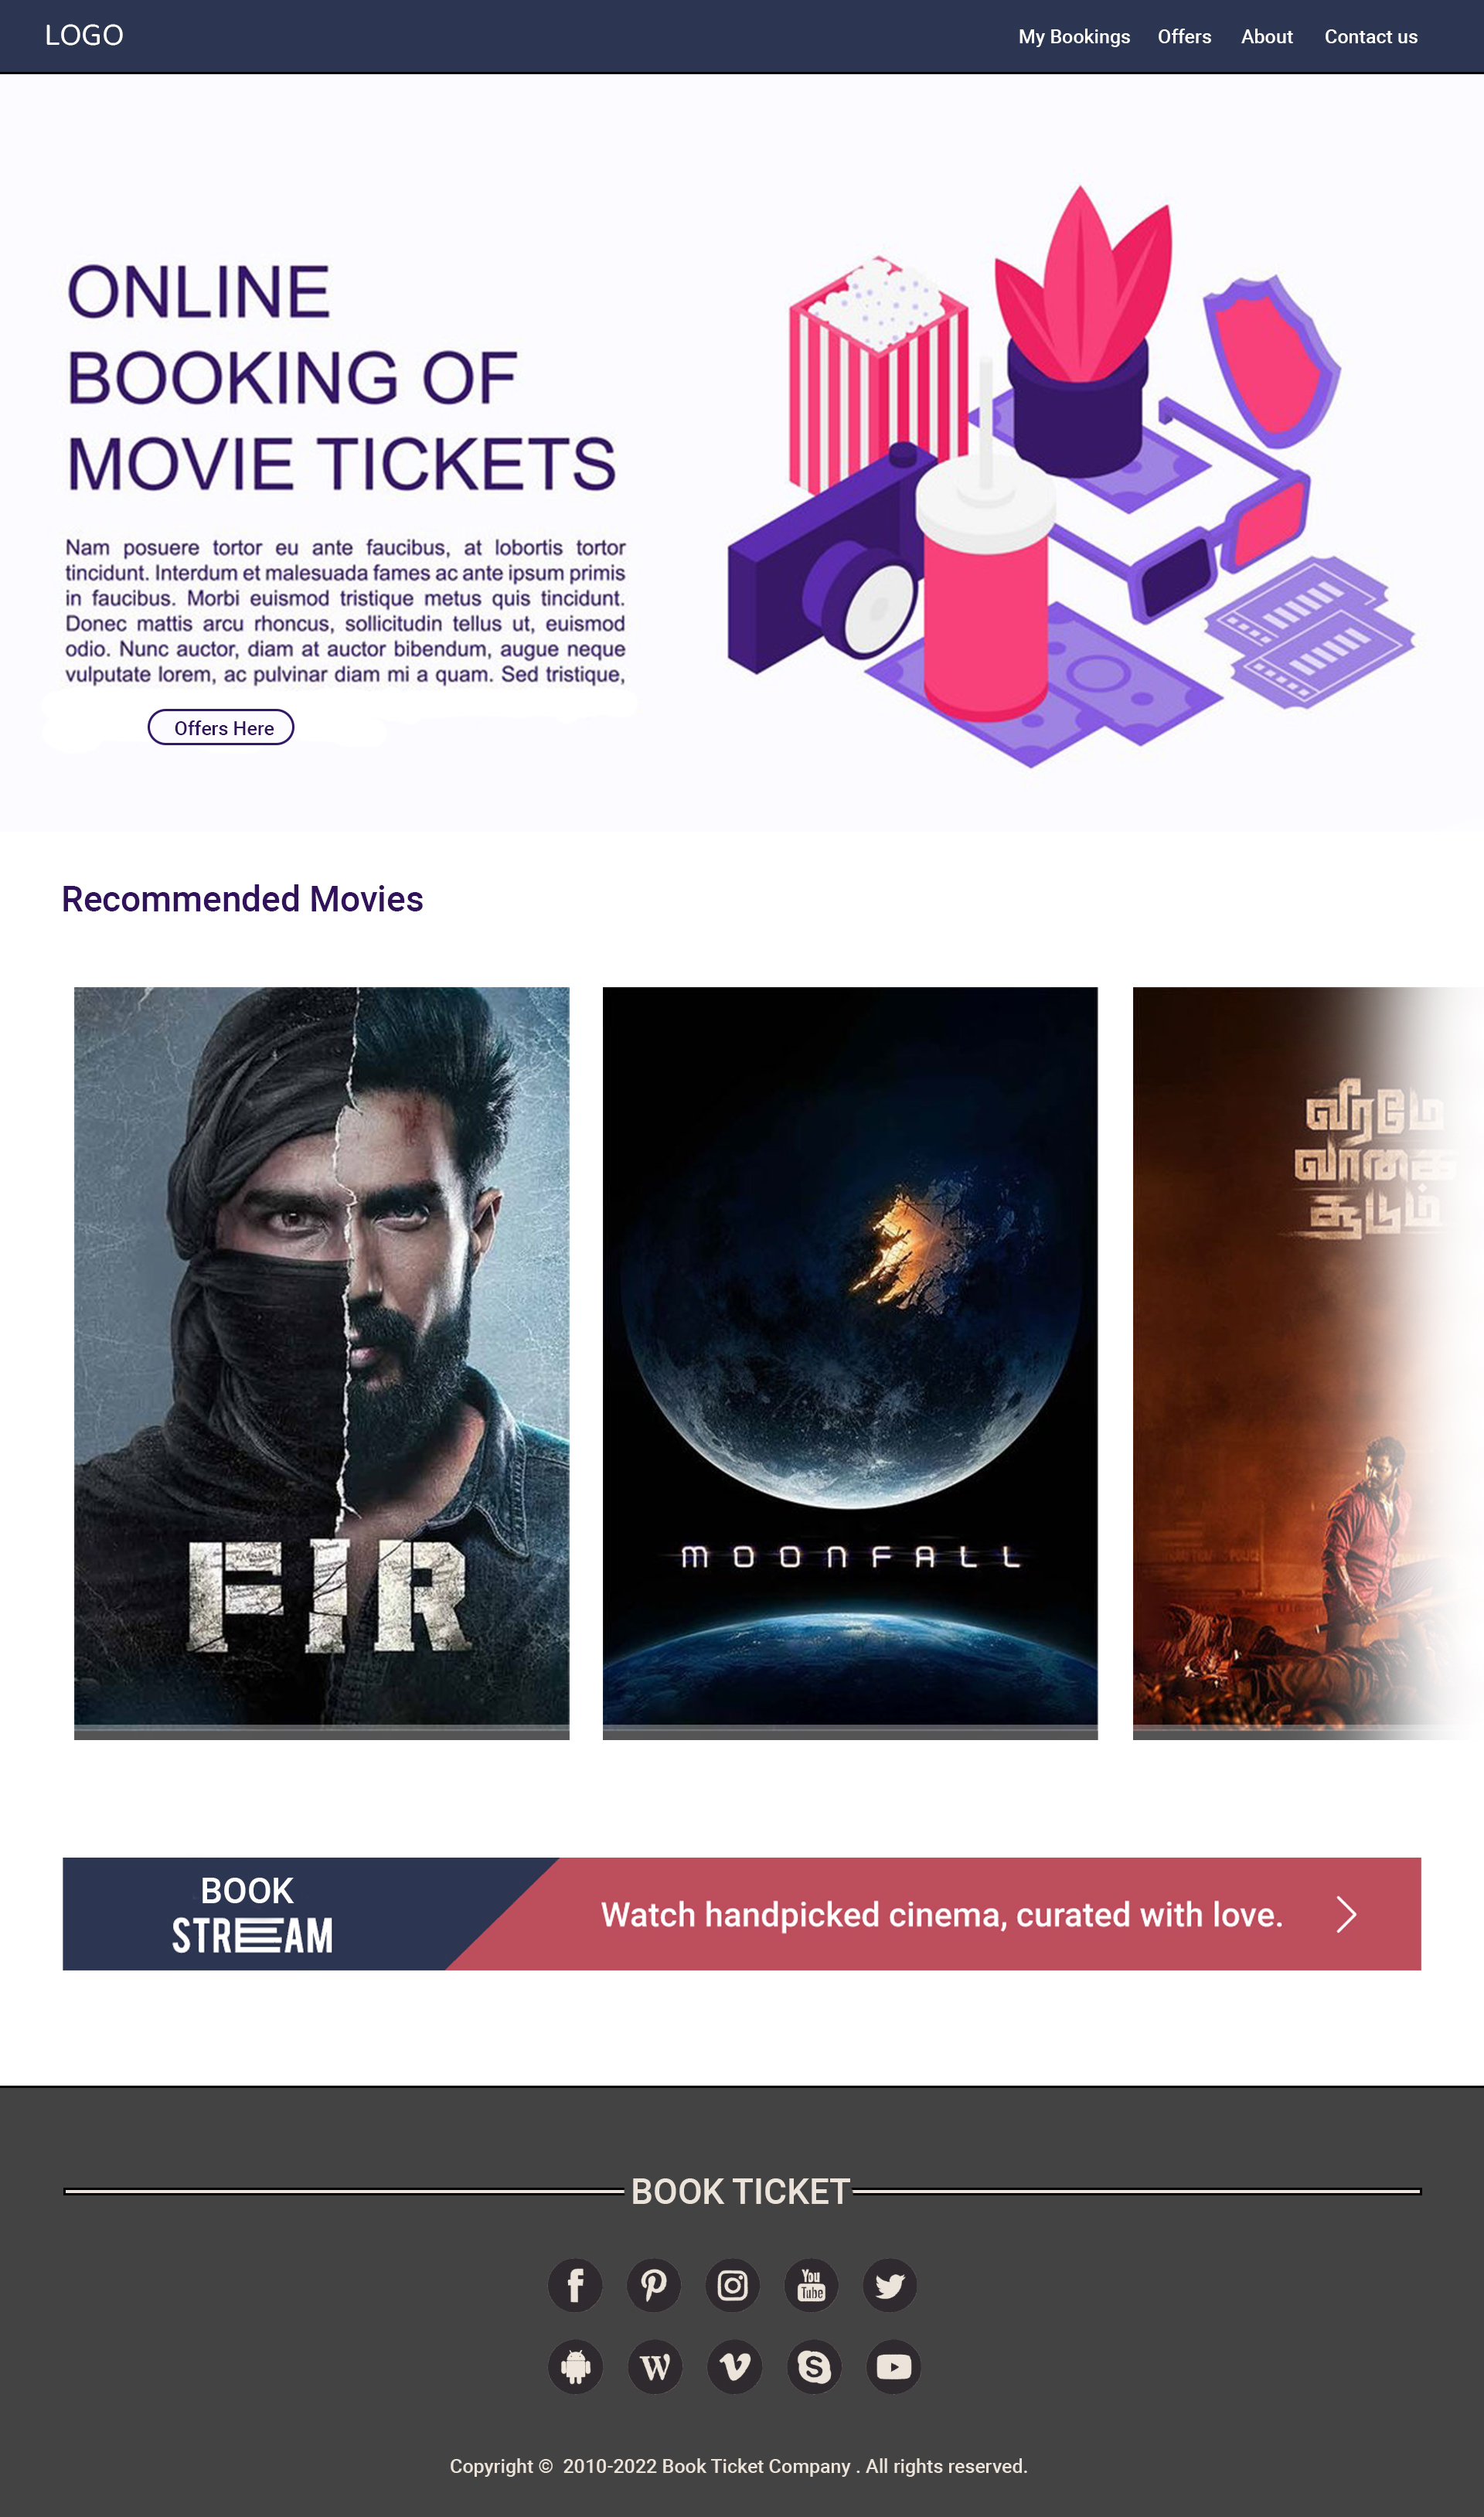 LOGO
My Bookings Offers About Contact us
ONLINE
BOOKING OF
MOVIE TICKETS
Nam posuere tortor eu ante faucibus, at lobortis tortor
tincidunt. Interdum et malesuada fames ac ante ipsum primis
in faucibus. Morbi euismod tristique metus quis tincidunt.
Donec mattis arcu rhoncus, sollicitudin tellus ut, euismod
odio. Nunc auctor, diam at auctor bibendum, augue neque
vulputate lorem, ac pulvinar diam mi a quam. Sed tristique,
Offers Here
Recommended Movies
FIR
MOONFALL
வீரமே
வாகை
சூடும்
BOOK
STREAM
Watch handpicked cinema, curated with love.
BOOK TICKET
You
Tube
Copyright © 2010-2022 Book Ticket Company . All rights reserved.